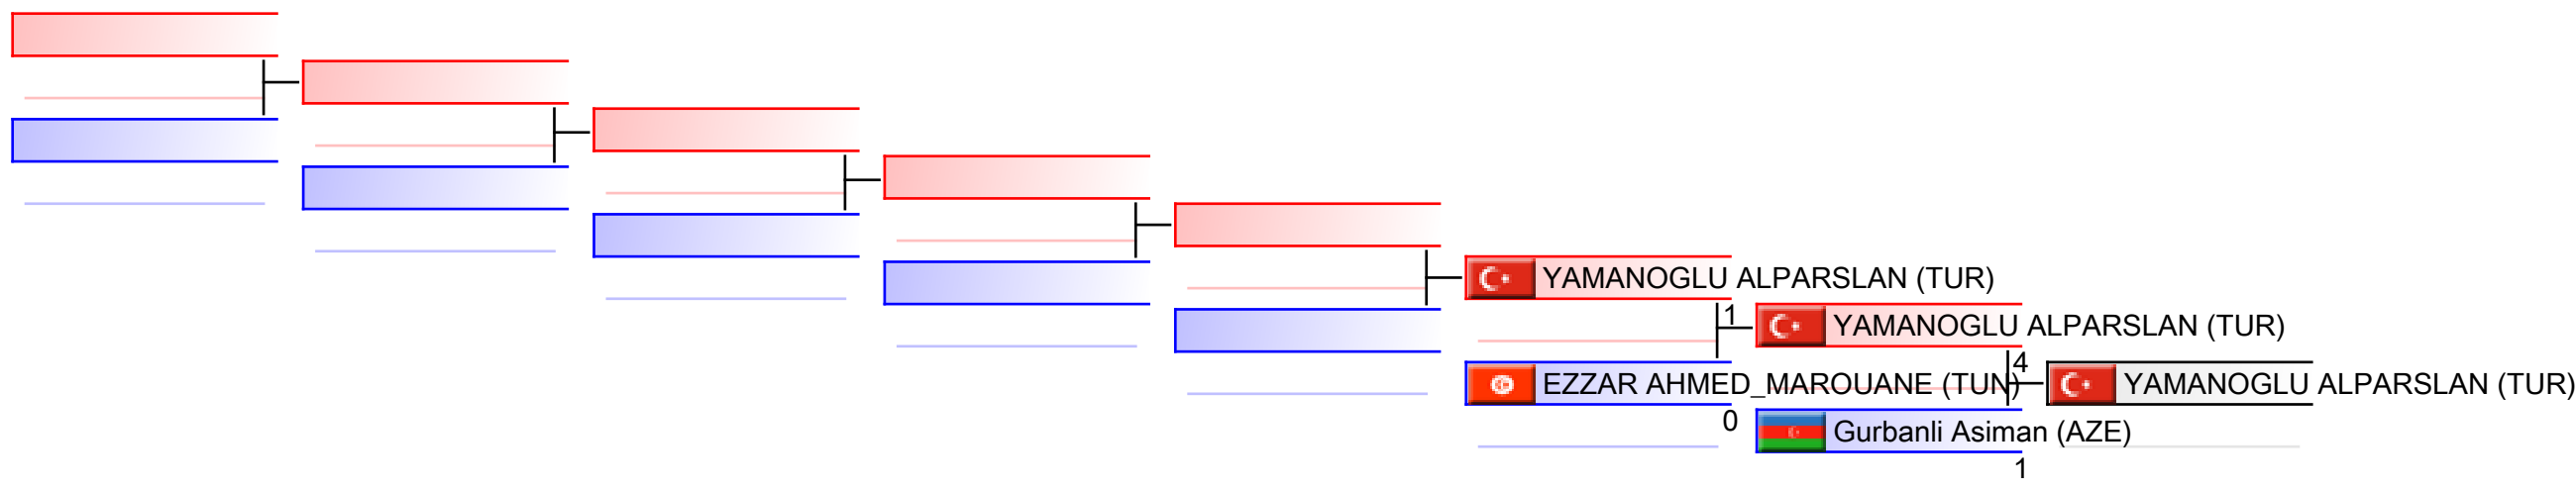 YAMANOGLU ALPARSLAN (TUR)
1
YAMANOGLU ALPARSLAN (TUR)
4
EZZAR AHMED_MAROUANE (TUN)
YAMANOGLU ALPARSLAN (TUR)
0
Gurbanli Asiman (AZE)
1